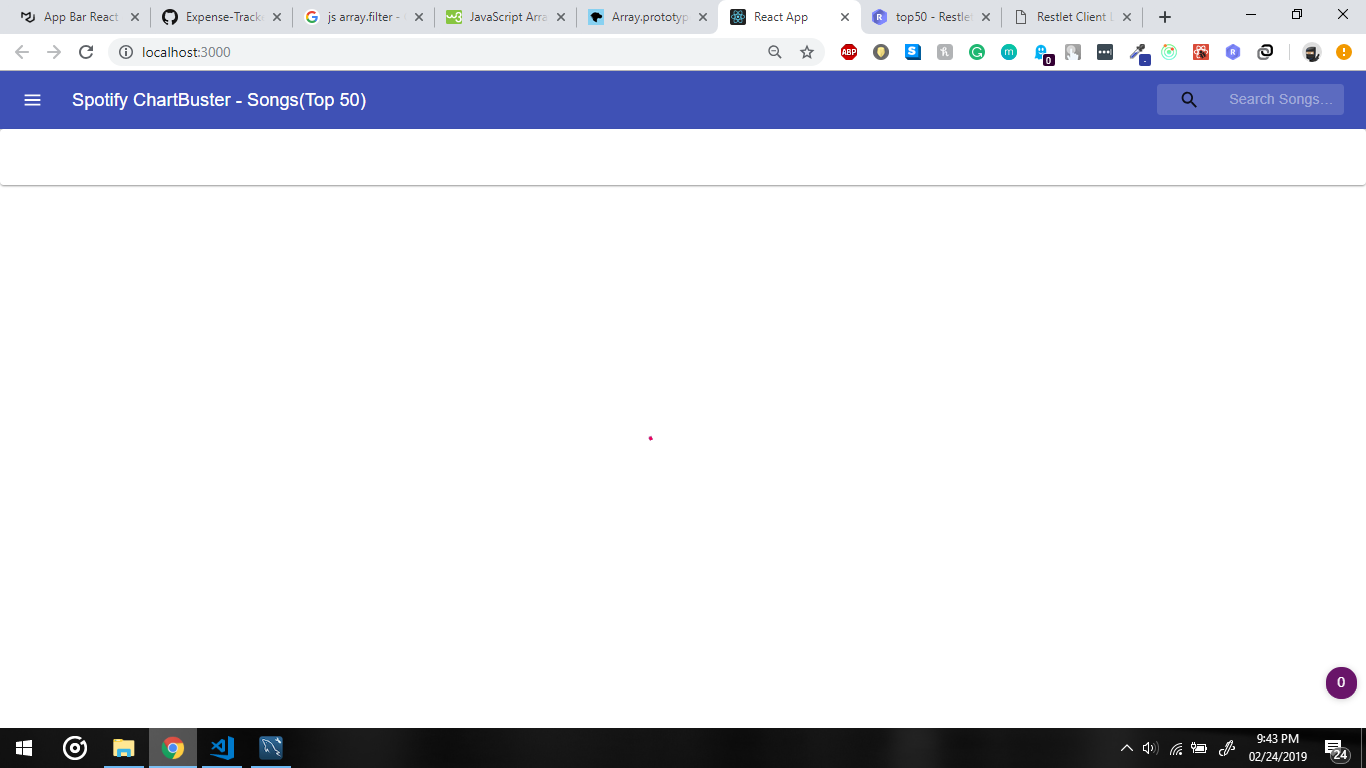 App Bar React
Expense-Track
js array.filter -
JavaScript Arra
Array.prototyp
React App
top50 - Restlet
Restlet Client
localhost:3000
ABP
S
m
0
R
Spotify ChartBuster - Songs(Top 50)
Search Songs...
0
9:43 PM
02/24/2019
24